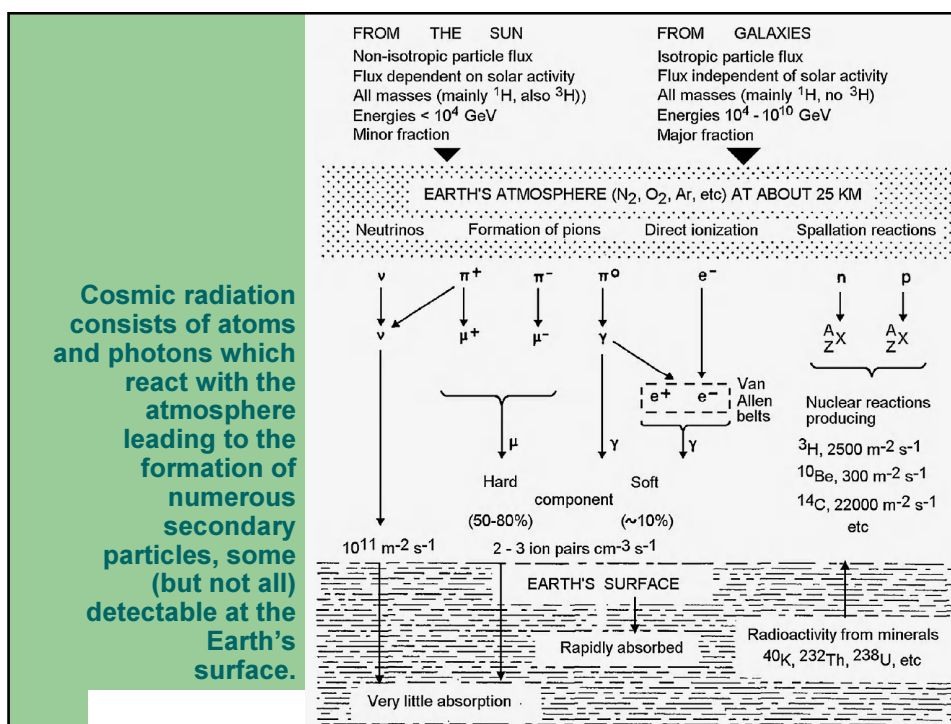 Cosmic radiation
consists of atoms
and photons which
react with the
atmosphere
leading to the
formation of
numerous
secondary
particles, some
(but not all)
detectable at the
Earth's
surface.
FROM THE SUN
Non-isotropic particle flux
Flux dependent on solar activity
All masses (mainly ¹H, also ³H))
Energies < 10⁴ GeV
Minor fraction
FROM GALAXIES
Isotropic particle flux
Flux independent of solar activity
All masses (mainly ¹H, no ³H)
Energies 10⁴ - 10¹⁰ GeV
Major fraction
EARTH'S ATMOSPHERE (N₂, O₂, Ar, etc) AT ABOUT 25 KM
Neutrinos Formation of pions Direct ionization Spallation reactions
ν π⁺ π⁻ π⁰ e⁻ n p
ν μ⁺ μ⁻ γ ᴬ_ZX ᴬ_ZX
e⁺ e⁻
Van
Allen
belts
μ γ γ
Hard Soft
component
(50-80%) (~10%)
Nuclear reactions
producing
³H, 2500 m⁻² s⁻¹
¹⁰Be, 300 m⁻² s⁻¹
¹⁴C, 22000 m⁻² s⁻¹
etc
10¹¹ m⁻² s⁻¹ 2 - 3 ion pairs cm⁻³ s⁻¹
EARTH'S SURFACE
Rapidly absorbed
Radioactivity from minerals
⁴⁰K, ²³²Th, ²³⁸U, etc
Very little absorption